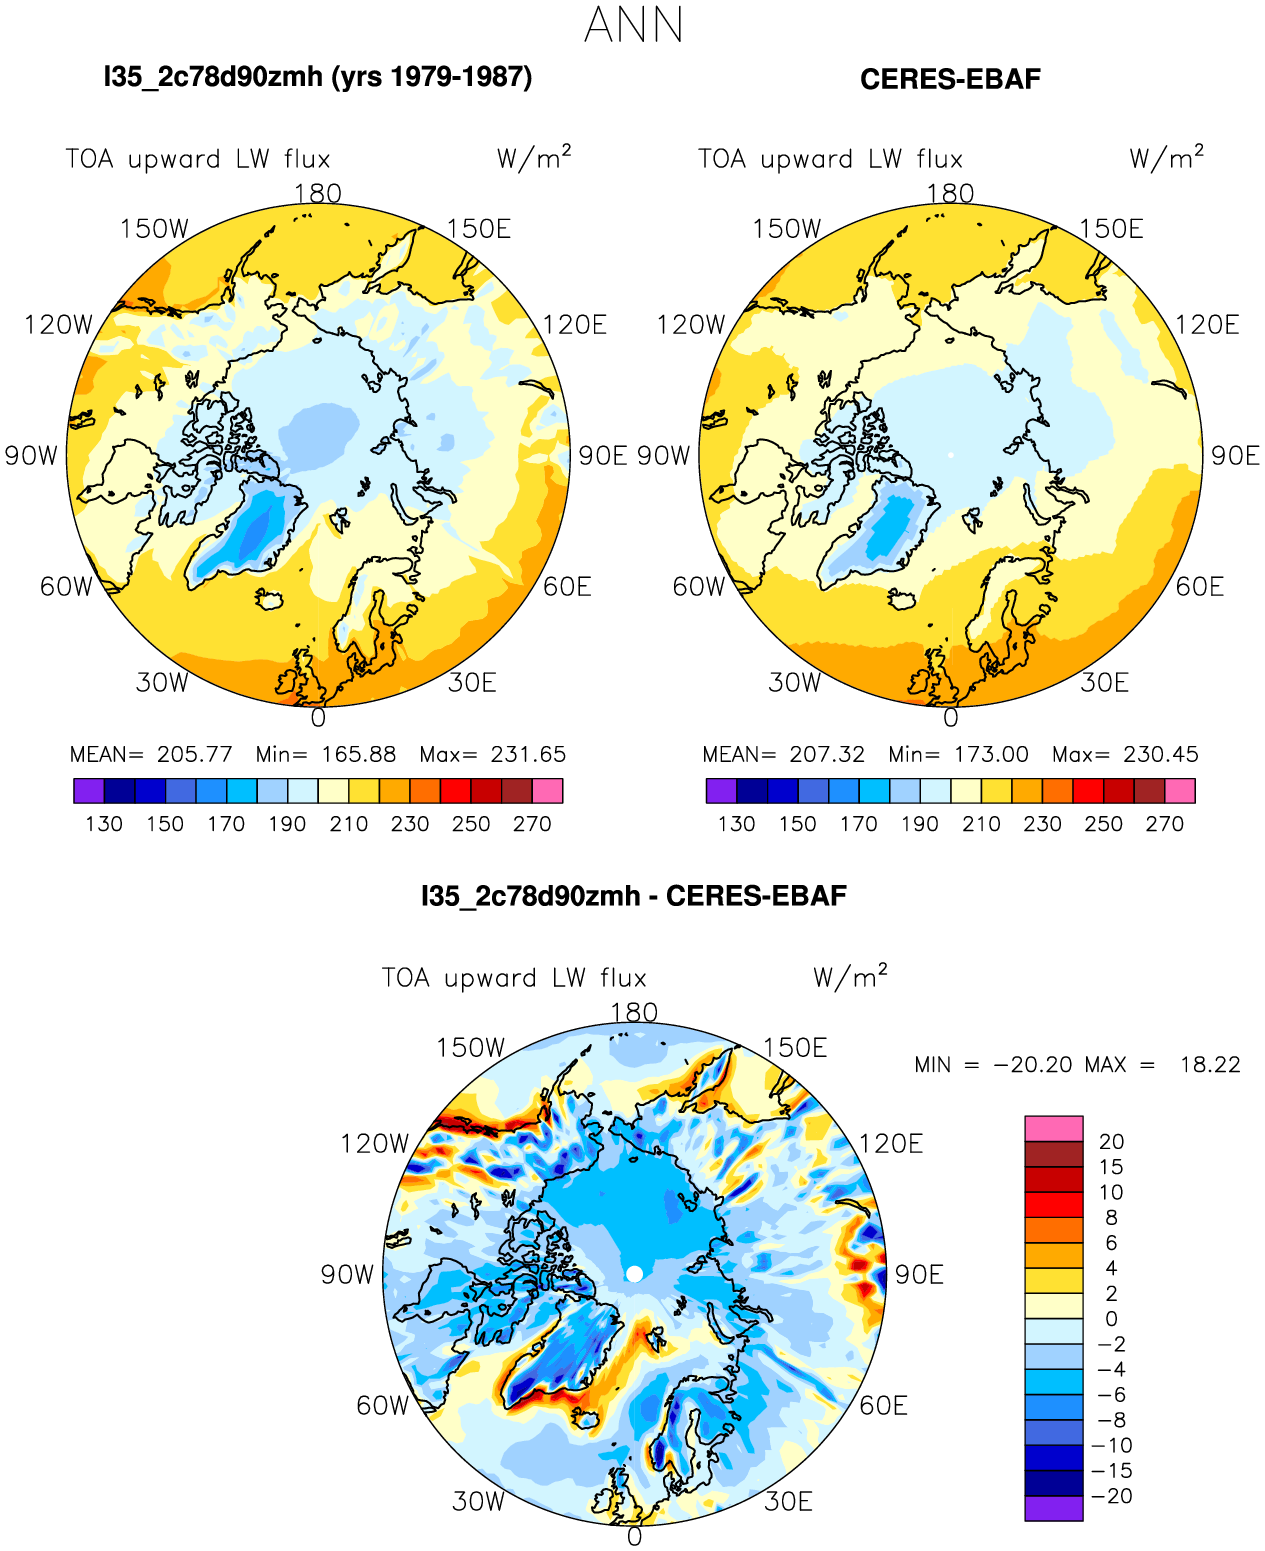 ANN
l35_2c78d90zmh (yrs 1979-1987)
CERES-EBAF
TOA upward LW flux W/m²
TOA upward LW flux W/m²
180
150W 150E
120W 120E
90W 90E
60W 60E
30W 30E
0
180
150W 150E
120W 120E
90W 90E
60W 60E
30W 30E
0
MEAN= 205.77 Min= 165.88 Max= 231.65
130 150 170 190 210 230 250 270
MEAN= 207.32 Min= 173.00 Max= 230.45
130 150 170 190 210 230 250 270
l35_2c78d90zmh - CERES-EBAF
TOA upward LW flux W/m²
180
150W 150E
120W 120E
90W 90E
60W 60E
30W 30E
0
MIN = -20.20 MAX = 18.22
20
15
10
8
6
4
2
0
-2
-4
-6
-8
-10
-15
-20